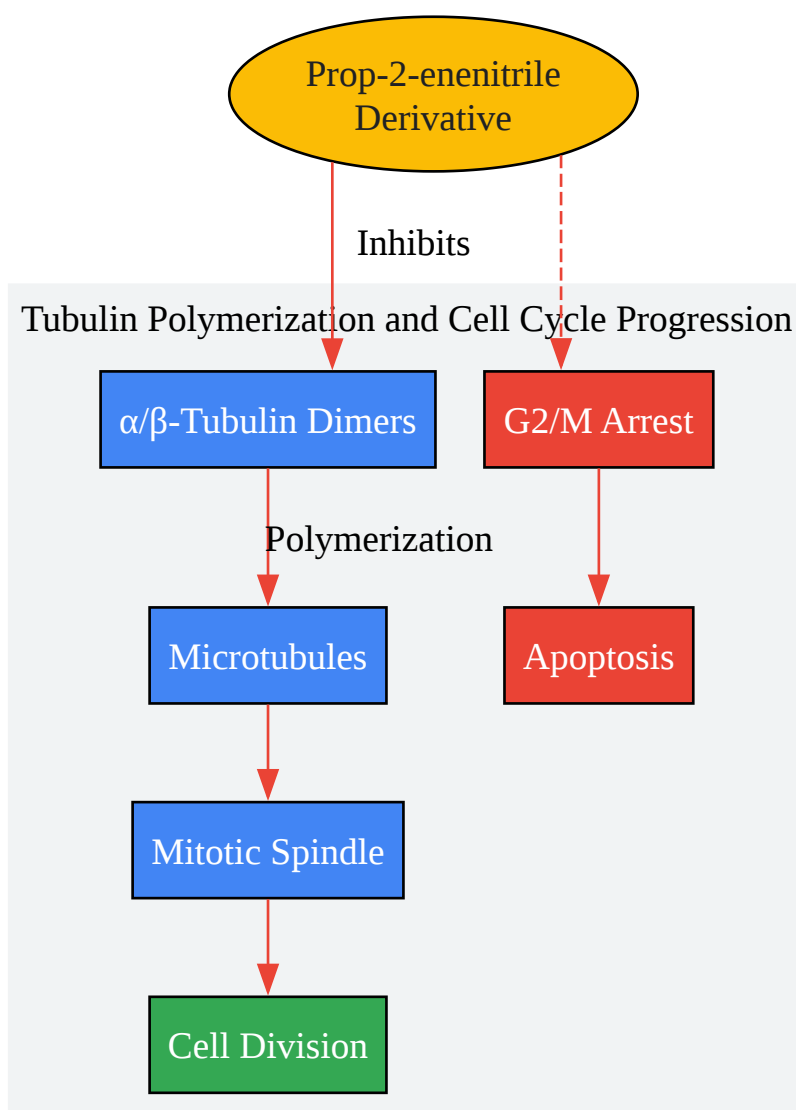 Prop-2-enenitrile
Derivative
Inhibits
Tubulin Polymerization and Cell Cycle Progression
α/β-Tubulin Dimers
G2/M Arrest
Polymerization
Microtubules
Apoptosis
Mitotic Spindle
Cell Division